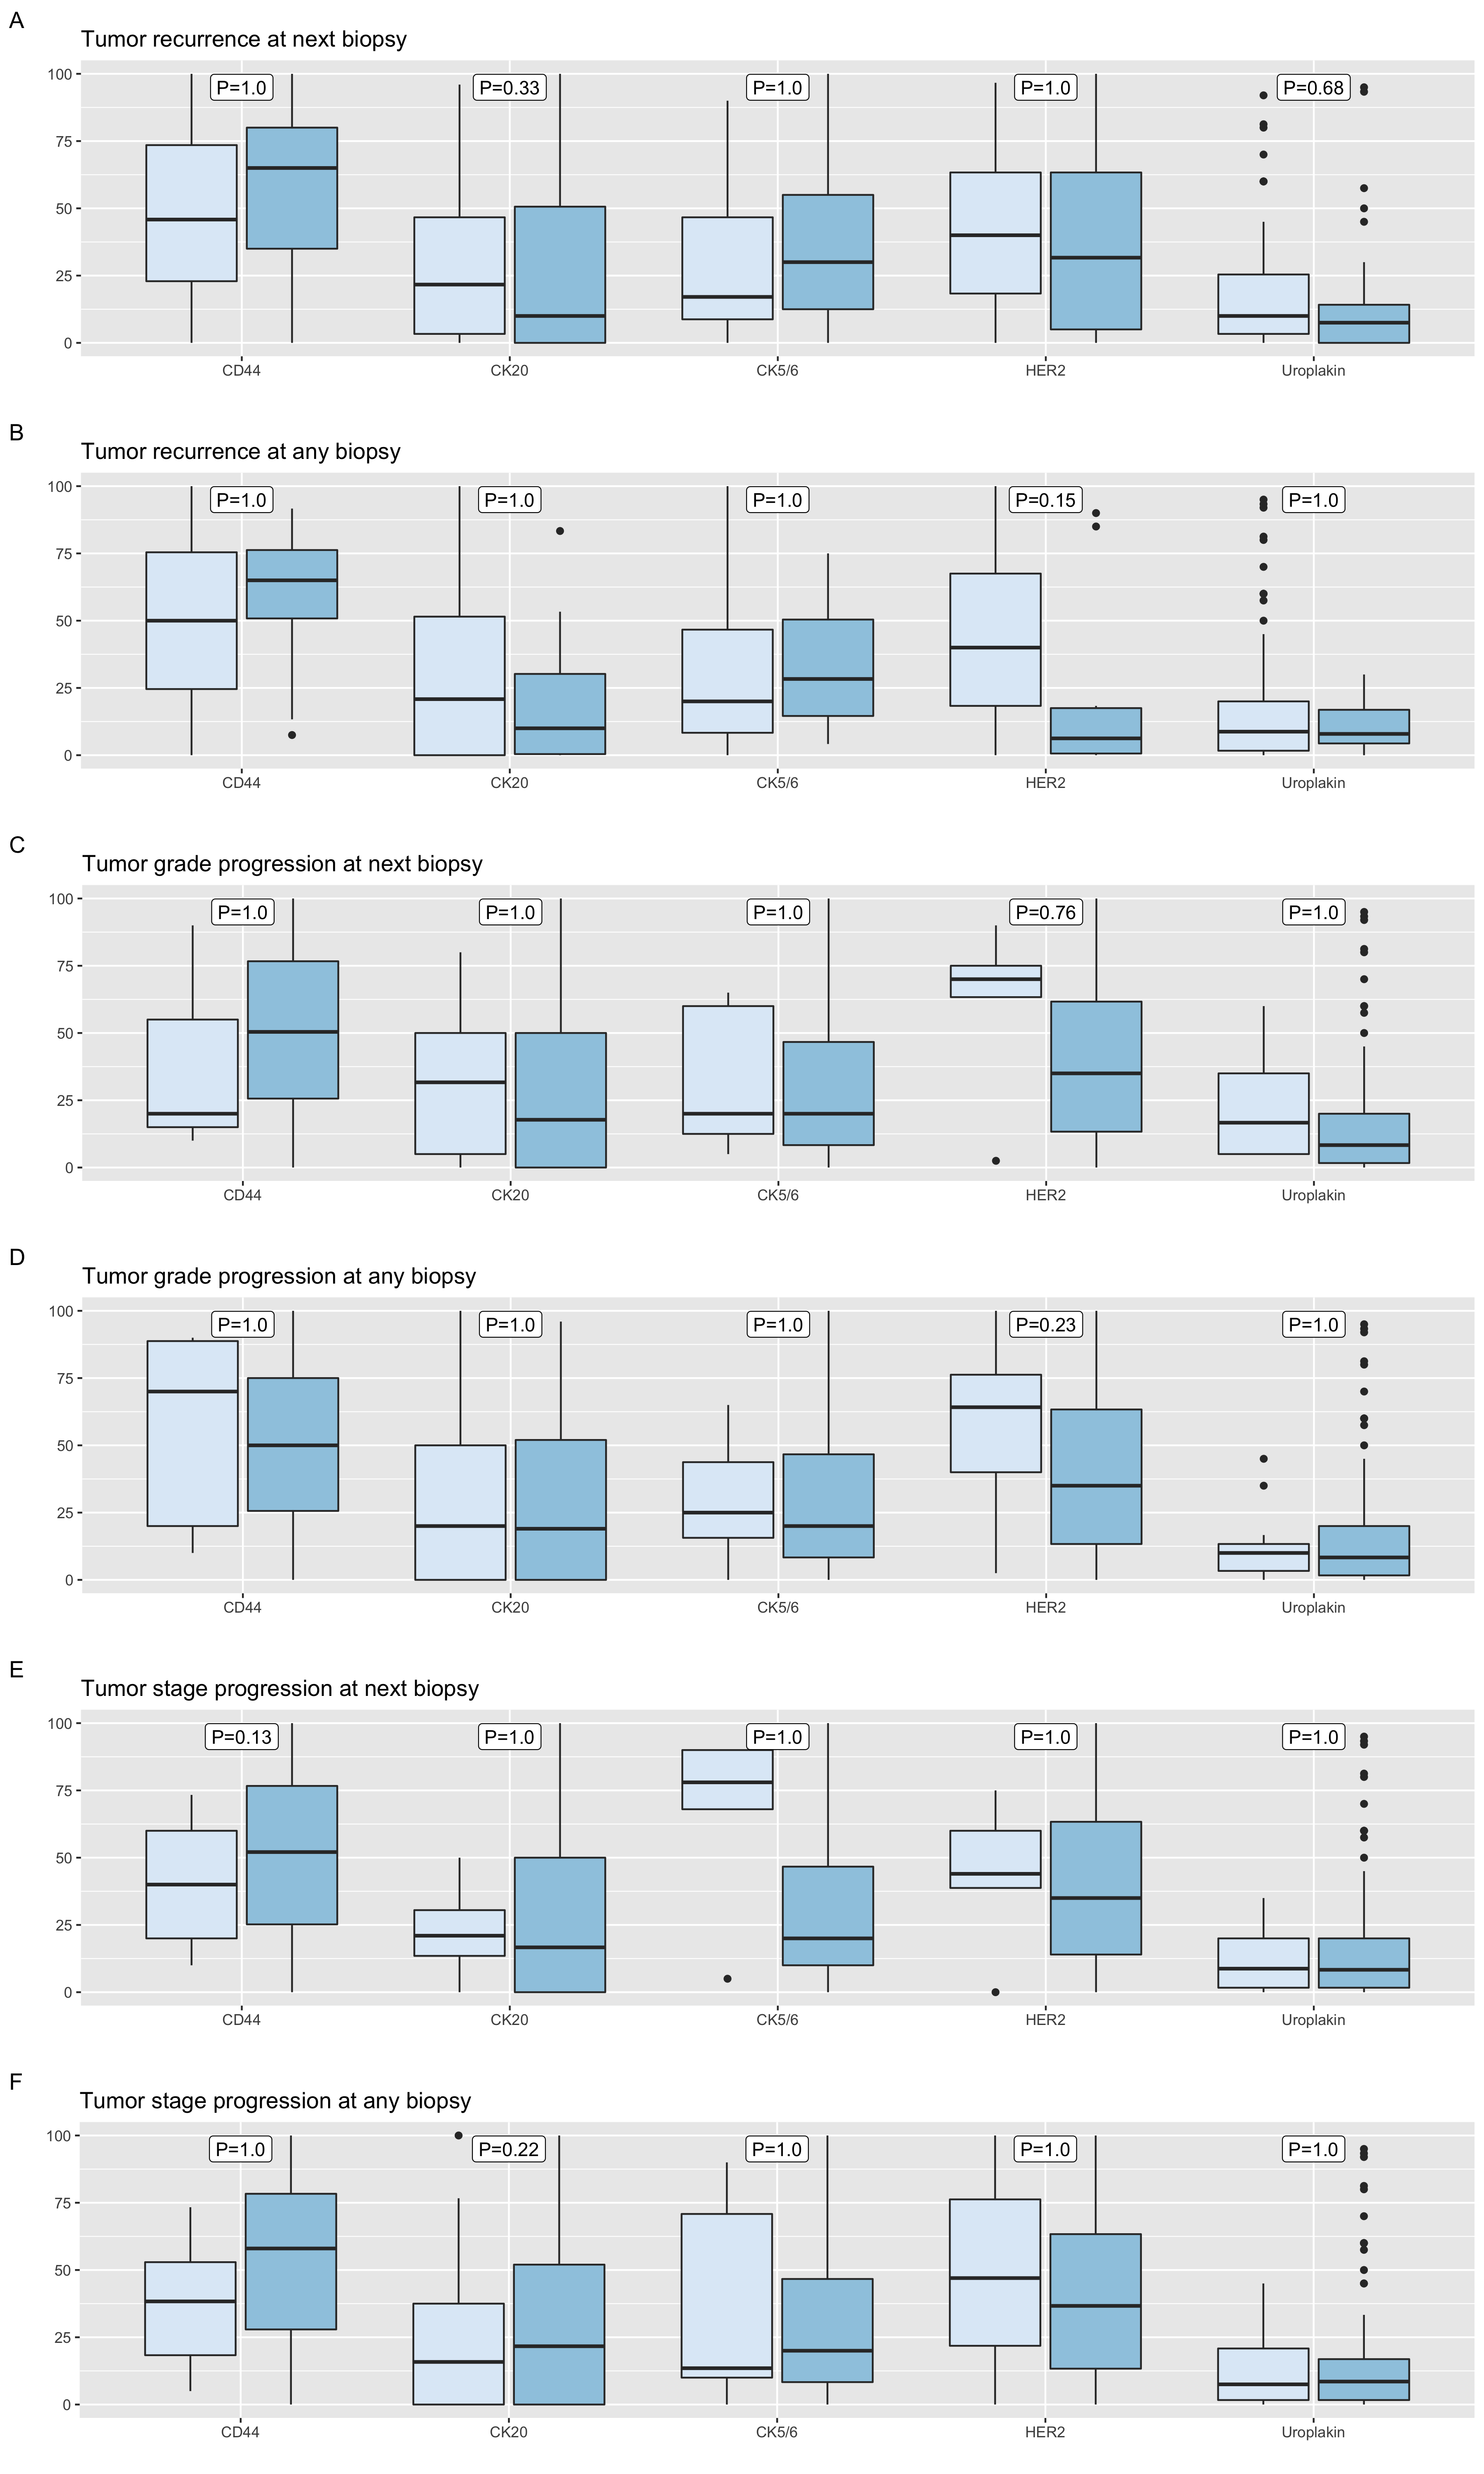 A
Tumor recurrence at next biopsy
100
75
50
25
0
P=1.0
P=0.33
P=1.0
P=1.0
P=0.68
CD44
CK20
CK5/6
HER2
Uroplakin
B
Tumor recurrence at any biopsy
100
75
50
25
0
P=1.0
P=1.0
P=1.0
P=0.15
P=1.0
CD44
CK20
CK5/6
HER2
Uroplakin
C
Tumor grade progression at next biopsy
100
75
50
25
0
P=1.0
P=1.0
P=1.0
P=0.76
P=1.0
CD44
CK20
CK5/6
HER2
Uroplakin
D
Tumor grade progression at any biopsy
100
75
50
25
0
P=1.0
P=1.0
P=1.0
P=0.23
P=1.0
CD44
CK20
CK5/6
HER2
Uroplakin
E
Tumor stage progression at next biopsy
100
75
50
25
0
P=0.13
P=1.0
P=1.0
P=1.0
P=1.0
CD44
CK20
CK5/6
HER2
Uroplakin
F
Tumor stage progression at any biopsy
100
75
50
25
0
P=1.0
P=0.22
P=1.0
P=1.0
P=1.0
CD44
CK20
CK5/6
HER2
Uroplakin